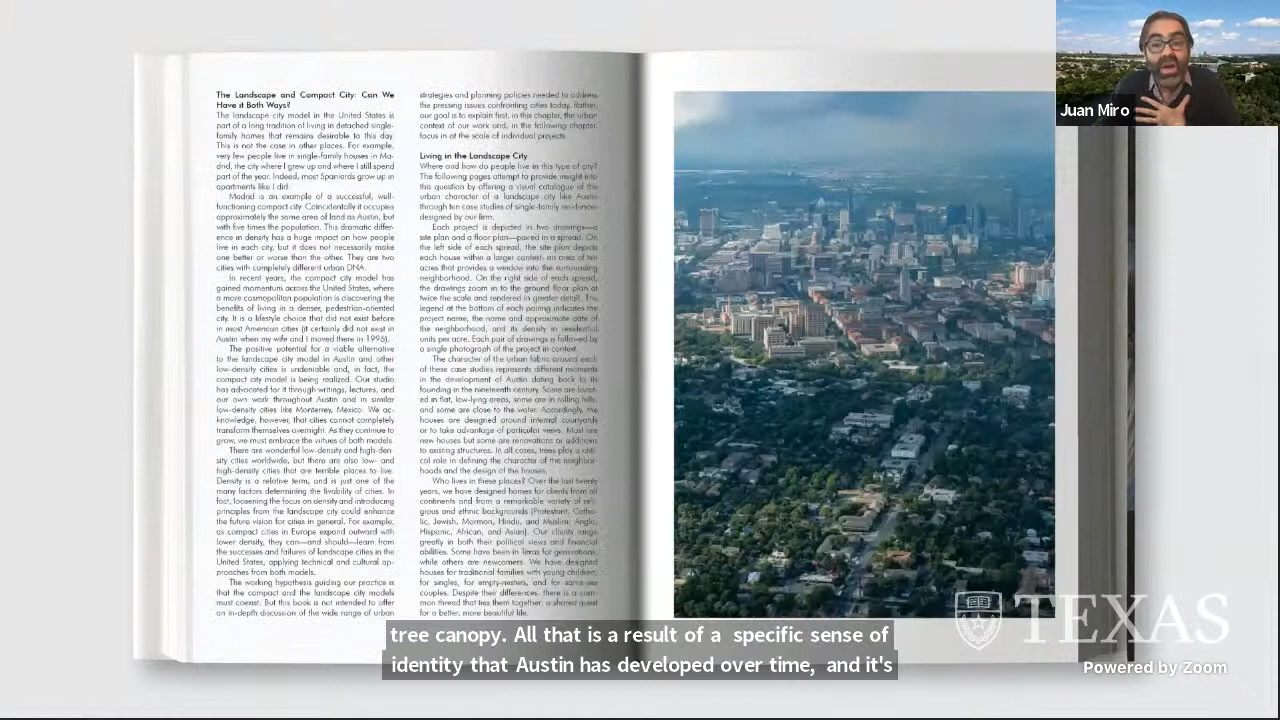 The Landscape and Compact City: Can We
Have it Both Ways?
The landscape city model in the United States is
part of a long tradition of living in detached single-
family homes that remains desirable to this day.
This is not the case in other places. For example,
very few people live in single-family houses in Ma-
drid, the city where I grew up and where I still spend
part of the year. Indeed, most Spaniards grow up in
apartments like I did.
Madrid is an example of a successful, well-
functioning compact city. Coincidentally it occupies
approximately the same area of land as Austin, but
with five times the population. This dramatic differ-
ence in density has a huge impact on how people
live in each city, but it does not necessarily make
one better or worse than the other. They are two
cities with completely different urban DNA.
In recent years, the compact city model has
gained momentum across the United States, where
a more cosmopolitan population is discovering the
benefits of living in a denser, pedestrian-oriented
city. It is a lifestyle choice that did not exist before
in most American cities (it certainly did not exist in
Austin when my wife and I moved there in 1996).
The positive potential for a viable alternative
to the landscape city model in Austin and other
low-density cities is undeniable and, in fact, the
compact city model is being realized. Our studio
has advocated for it through writings, lectures, and
our own work throughout Austin and in similar
low-density cities like Monterrey, Mexico. We ac-
knowledge, however, that cities cannot completely
transform themselves overnight. As they continue to
grow, we must embrace the virtues of both models.
There are wonderful low-density and high-den-
sity cities worldwide, but there are also low- and
high-density cities that are terrible places to live.
Density is a relative term, and is just one of the
many factors determining the livability of cities. In
fact, loosening the focus on density and introducing
principles from the landscape city could enhance
the future vision for cities in general. For example,
as compact cities in Europe expand outward with
lower density, they can—and should—learn from
the successes and failures of landscape cities in the
United States, applying technical and cultural ap-
proaches from both models.
The working hypothesis guiding our practice is
that the compact and the landscape city models
must coexist. But this book is not intended to offer
an in-depth discussion of the wide range of urban
strategies and planning policies needed to address
the pressing issues confronting cities today. Rather,
our goal is to explain first, in this chapter, the urban
context of our work and, in the following chapter,
focus in at the scale of individual projects.
Living in the Landscape City
Where and how do people live in this type of city?
The following pages attempt to provide insight into
this question by offering a visual catalogue of the
urban character of a landscape city like Austin
through ten case studies of single-family residences
designed by our firm.
Each project is depicted in two drawings—a
site plan and a floor plan—paired in a spread. On
the left side of each spread, the site plan depicts
each house within a larger context: an area of ten
acres that provides a window into the surrounding
neighborhood. On the right side of each spread,
the drawings zoom in to the ground floor plan at
twice the scale and rendered in greater detail. The
legend at the bottom of each pairing indicates the
project name, the name and approximate date of
the neighborhood, and its density in residential
units per acre. Each pair of drawings is followed by
a single photograph of the project in context.
The character of the urban fabric around each
of these case studies represents different moments
in the development of Austin dating back to its
founding in the nineteenth century. Some are locat-
ed in flat, low-lying areas, some are in rolling hills,
and some are close to the water. Accordingly, the
houses are designed around internal courtyards
or to take advantage of particular views. Most are
new houses but some are renovations or additions
to existing structures. In all cases, trees play a criti-
cal role in defining the character of the neighbor-
hoods and the design of the houses.
Who lives in these places? Over the last twenty
years, we have designed homes for clients from all
continents and from a remarkable variety of reli-
gious and ethnic backgrounds (Protestant, Catho-
lic, Jewish, Mormon, Hindu, and Muslim; Anglo,
Hispanic, African, and Asian). Our clients range
greatly in both their political views and financial
abilities. Some have been in Texas for generations,
while others are newcomers. We have designed
houses for traditional families with young children,
for singles, for empty-nesters, and for same-sex
couples. Despite their differences, there is a com-
mon thread that ties them together: a shared quest
for a better, more beautiful life.
Juan Miro
TEXAS
Powered by Zoom
tree canopy. All that is a result of a specific sense of
identity that Austin has developed over time, and it's